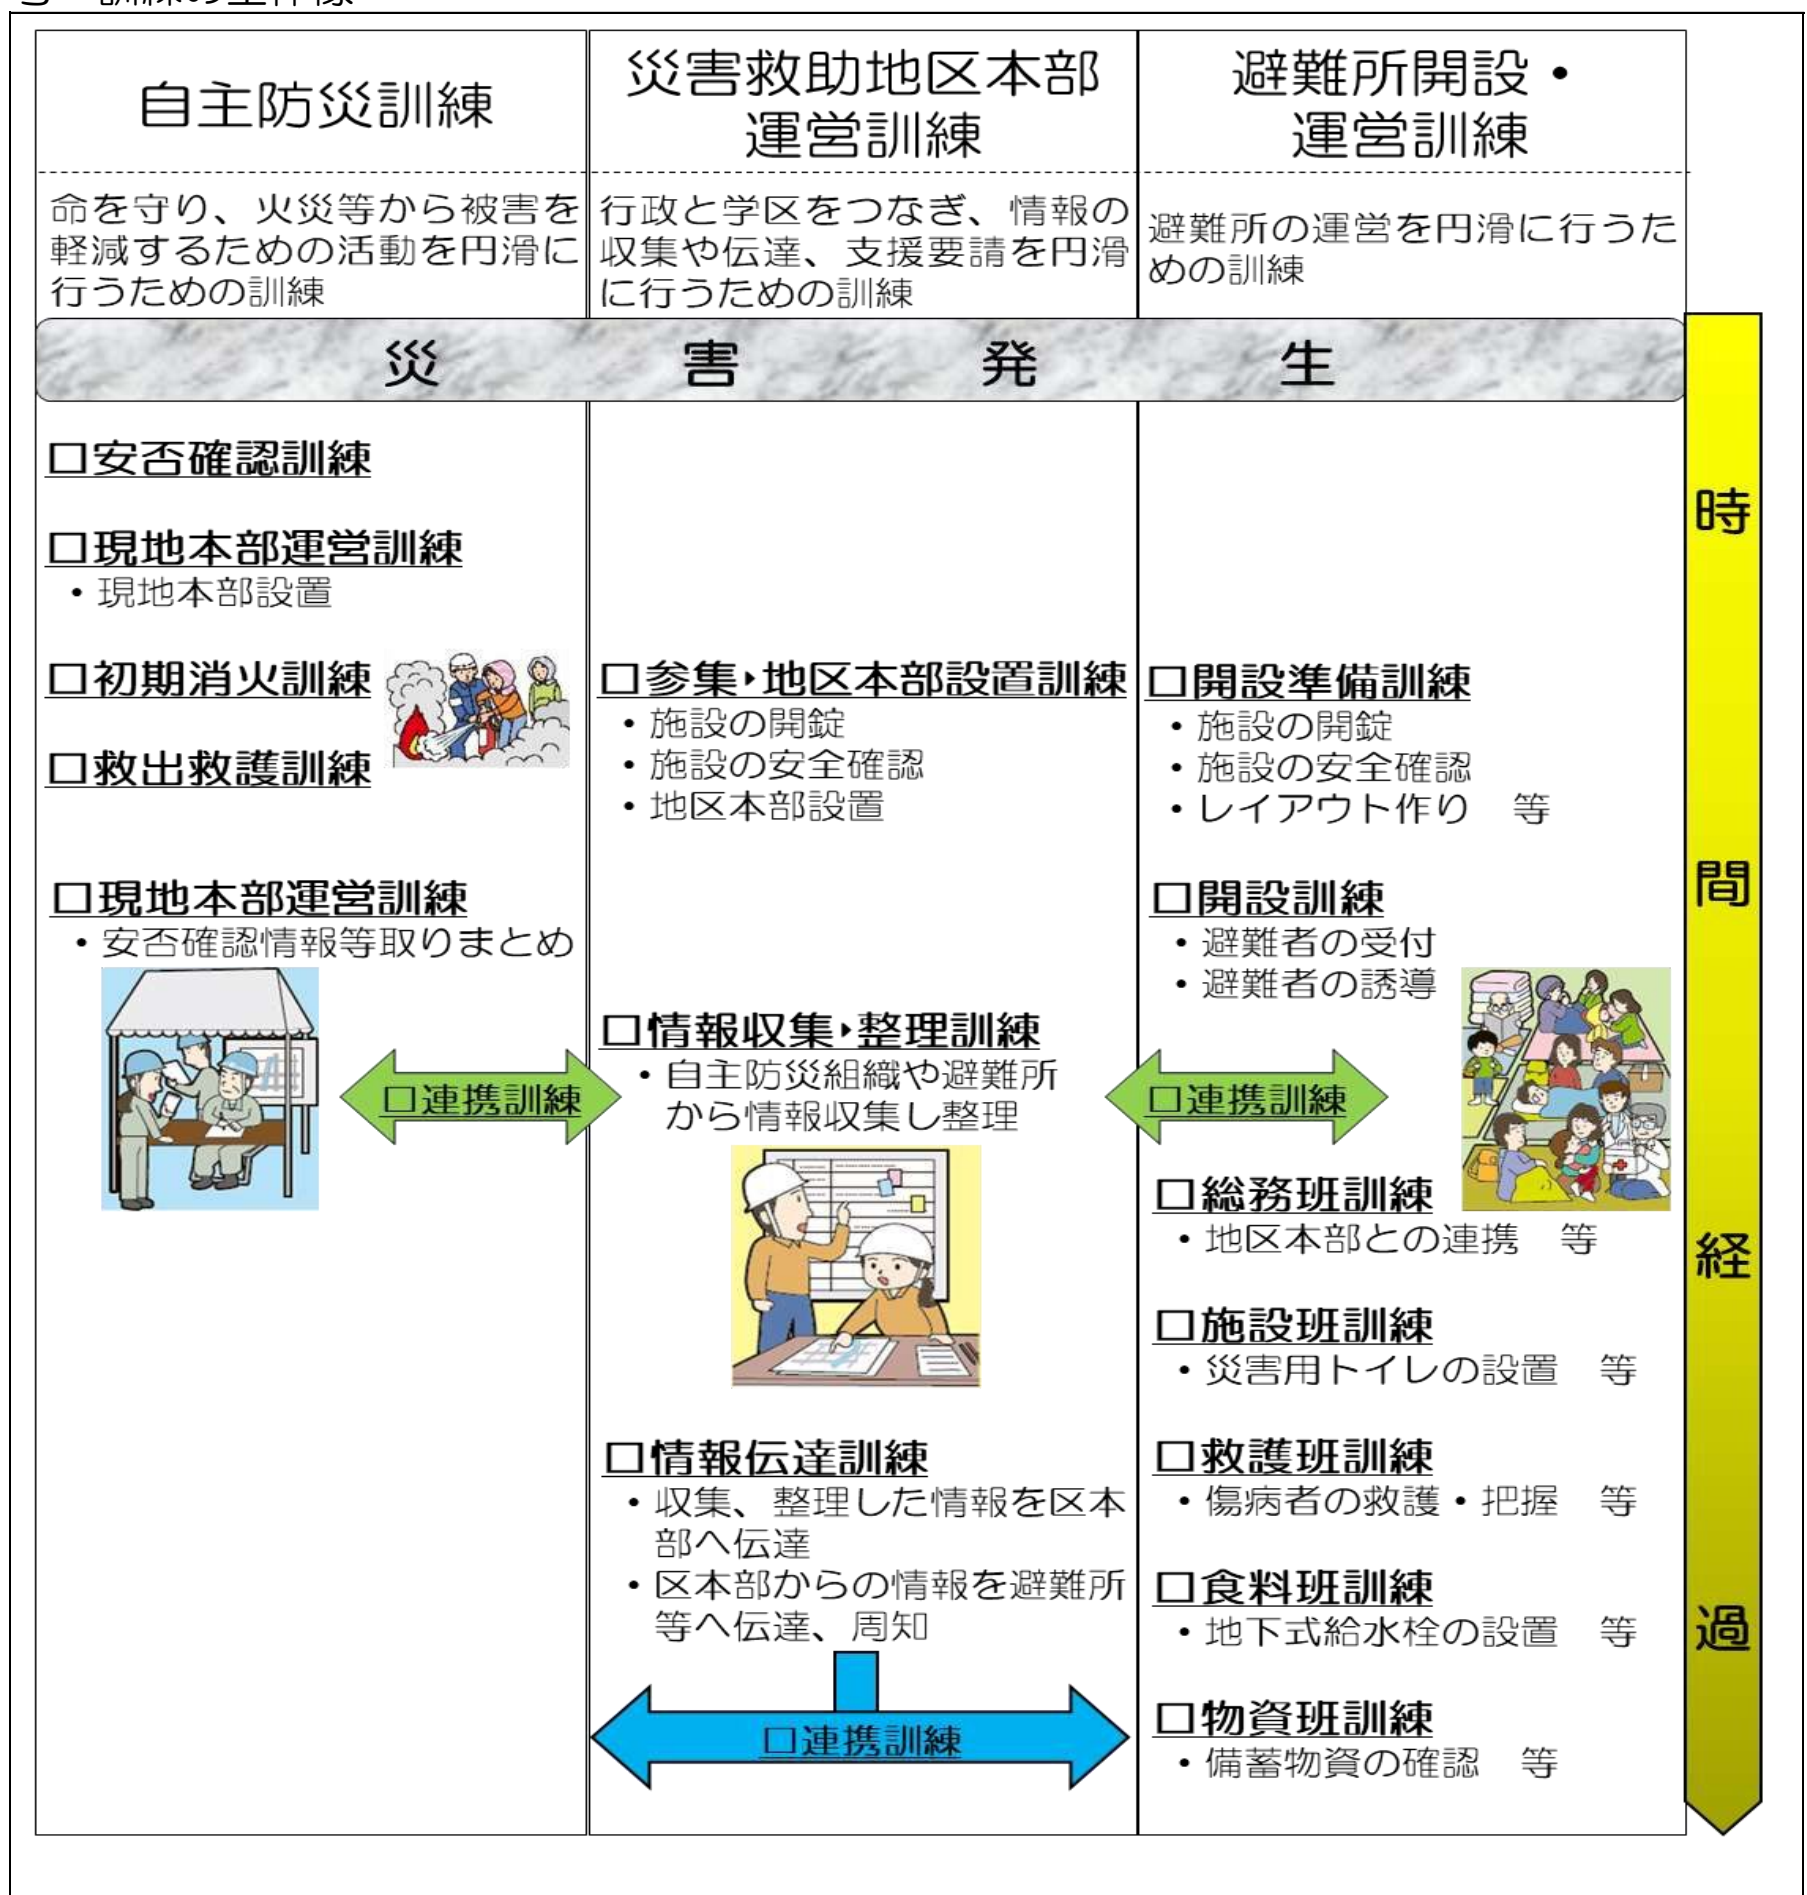 訓練の全体像
自主防災訓練
命を守り、火災等から被害を
軽減するための活動を円滑に
行うための訓練
災害救助地区本部
運営訓練
行政と学区をつなぎ、情報の
収集や伝達、支援要請を円滑
に行うための訓練
避難所開設・
運営訓練
避難所の運営を円滑に行うた
めの訓練
災 害 発 生
時間経過
□安否確認訓練
□現地本部運営訓練
・現地本部設置
□初期消火訓練
□救出救護訓練
□現地本部運営訓練
・安否確認情報等取りまとめ
□連携訓練
□参集・地区本部設置訓練
・施設の開錠
・施設の安全確認
・地区本部設置
□情報収集・整理訓練
・自主防災組織や避難所
から情報収集し整理
□情報伝達訓練
・収集、整理した情報を区本
部へ伝達
・区本部からの情報を避難所
等へ伝達、周知
□連携訓練
□連携訓練
□開設準備訓練
・施設の開錠
・施設の安全確認
・レイアウト作り 等
□開設訓練
・避難者の受付
・避難者の誘導
□総務班訓練
・地区本部との連携 等
□施設班訓練
・災害用トイレの設置 等
□救護班訓練
・傷病者の救護・把握 等
□食料班訓練
・地下式給水栓の設置 等
□物資班訓練
・備蓄物資の確認 等